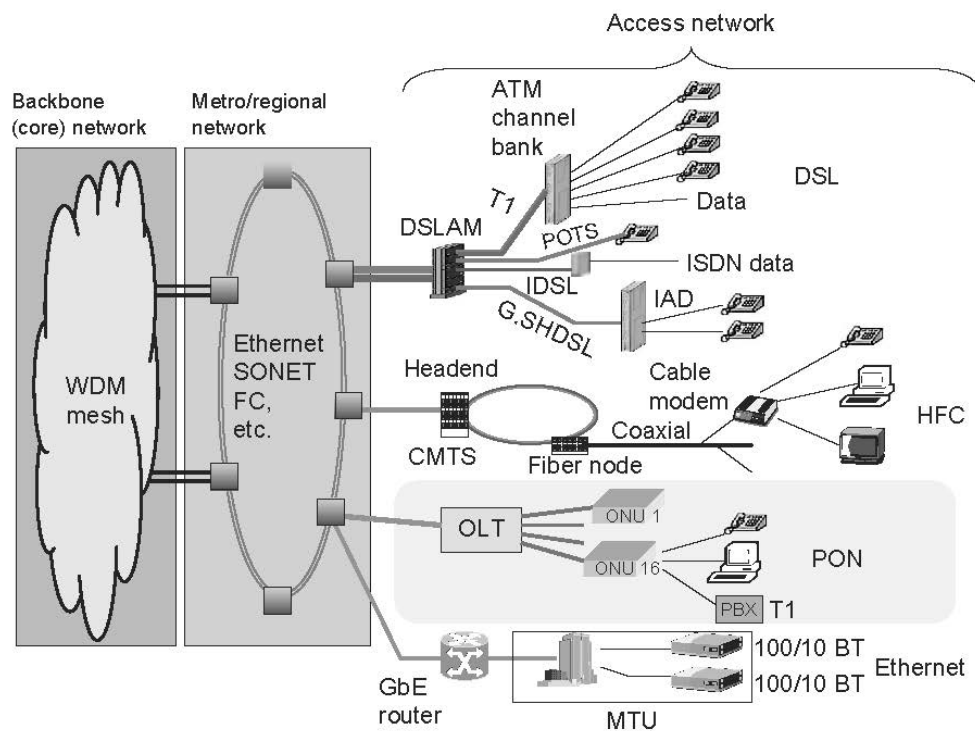 Access network
Backbone
(core) network
Metro/regional
network
ATM
channel
bank
DSL
T1
Data
DSLAM
POTS
ISDN data
IDSL
IAD
G.SHDSL
WDM
mesh
Ethernet
SONET
FC,
etc.
Headend
Cable
modem
HFC
CMTS
Coaxial
Fiber node
OLT
ONU 1
ONU 16
PON
PBX
T1
100/10 BT
Ethernet
100/10 BT
GbE
router
MTU